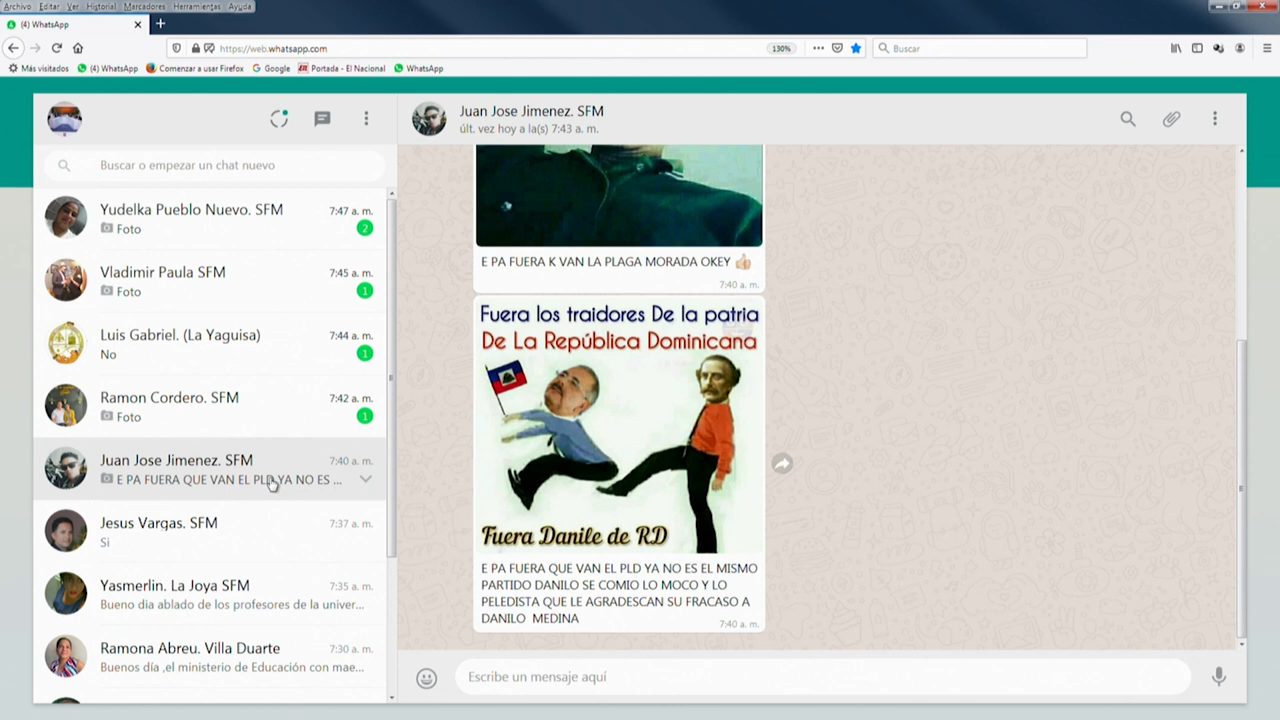 Archivo Editar Ver Historial Marcadores Herramientas Ayuda
(4) WhatsApp
https://web.whatsapp.com
130%
Buscar
Más visitados (4) WhatsApp Comenzar a usar Firefox Google Portada - El Nacional WhatsApp
Buscar o empezar un chat nuevo
Yudelka Pueblo Nuevo. SFM 7:47 a. m.
Foto 2
Vladimir Paula SFM 7:45 a. m.
Foto 1
Luis Gabriel. (La Yaguisa) 7:44 a. m.
No 1
Ramon Cordero. SFM 7:42 a. m.
Foto 1
Juan Jose Jimenez. SFM 7:40 a. m.
E PA FUERA QUE VAN EL PLD YA NO ES ...
Jesus Vargas. SFM 7:37 a. m.
Si
Yasmerlin. La Joya SFM 7:35 a. m.
Bueno dia ablado de los profesores de la univer...
Ramona Abreu. Villa Duarte 7:30 a. m.
Buenos día ,el ministerio de Educación con mae...
Juan Jose Jimenez. SFM
últ. vez hoy a la(s) 7:43 a. m.
E PA FUERA K VAN LA PLAGA MORADA OKEY 👍🏻
7:40 a. m.
Fuera los traidores De la patria
De La República Dominicana
Fuera Danile de RD
E PA FUERA QUE VAN EL PLD YA NO ES EL MISMO
PARTIDO DANILO SE COMIO LO MOCO Y LO
PELEDISTA QUE LE AGRADESCAN SU FRACASO A
DANILO MEDINA
7:40 a. m.
Escribe un mensaje aquí